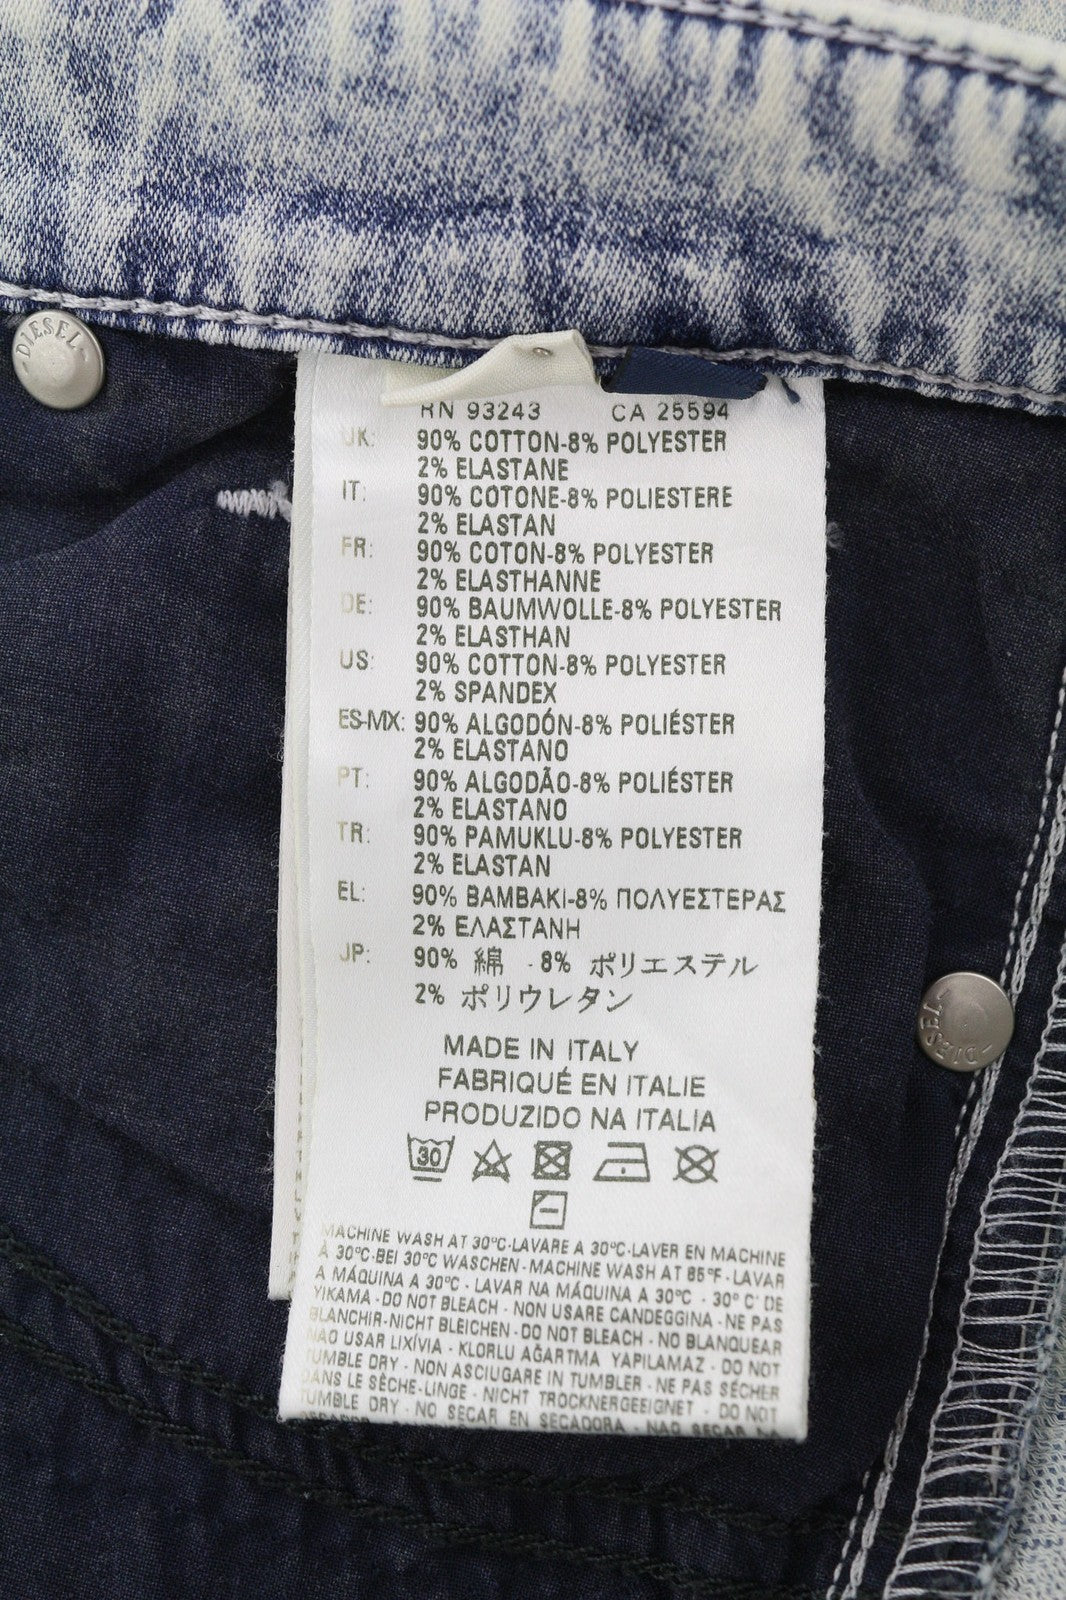 DIESEL
RN 93243 CA 25594
UK: 90% COTTON-8% POLYESTER
2% ELASTANE
IT: 90% COTONE-8% POLIESTERE
2% ELASTAN
FR: 90% COTON-8% POLYESTER
2% ELASTHANNE
DE: 90% BAUMWOLLE-8% POLYESTER
2% ELASTHAN
US: 90% COTTON-8% POLYESTER
2% SPANDEX
ES-MX: 90% ALGODÓN-8% POLIÉSTER
2% ELASTANO
PT: 90% ALGODÃO-8% POLIÉSTER
2% ELASTANO
TR: 90% PAMUKLU-8% POLYESTER
2% ELASTAN
EL: 90% ΒΑΜΒΑΚΙ-8% ΠΟΛΥΕΣΤΕΡΑΣ
2% ΕΛΑΣΤΑΝΗ
JP: 90% 綿 - 8% ポリエステル
2% ポリウレタン
DIESEL
MADE IN ITALY
FABRIQUÉ EN ITALIE
PRODUZIDO NA ITALIA
30
MACHINE WASH AT 30°C-LAVARE A 30°C-LAVER EN MACHINE
À 30°C-BEI 30°C WASCHEN - MACHINE WASH AT 85°F - LAVAR
A MÁQUINA A 30°C - LAVAR NA MÁQUINA A 30°C - 30° C' DE
YIKAMA - DO NOT BLEACH - NON USARE CANDEGGINA - NE PAS
BLANCHIR-NICHT BLEICHEN - DO NOT BLEACH - NO BLANQUEAR
NAO USAR LIXÍVIA - KLORLU AĞARTMA YAPILAMAZ - DO NOT
TUMBLE DRY - NON ASCIUGARE IN TUMBLER - NE PAS SÉCHER
DANS LE SÈCHE-LINGE - NICHT TROCKNERGEEIGNET - DO NOT
TUMBLE DRY - NO SECAR EN SECADORA - NAO SECAR NA